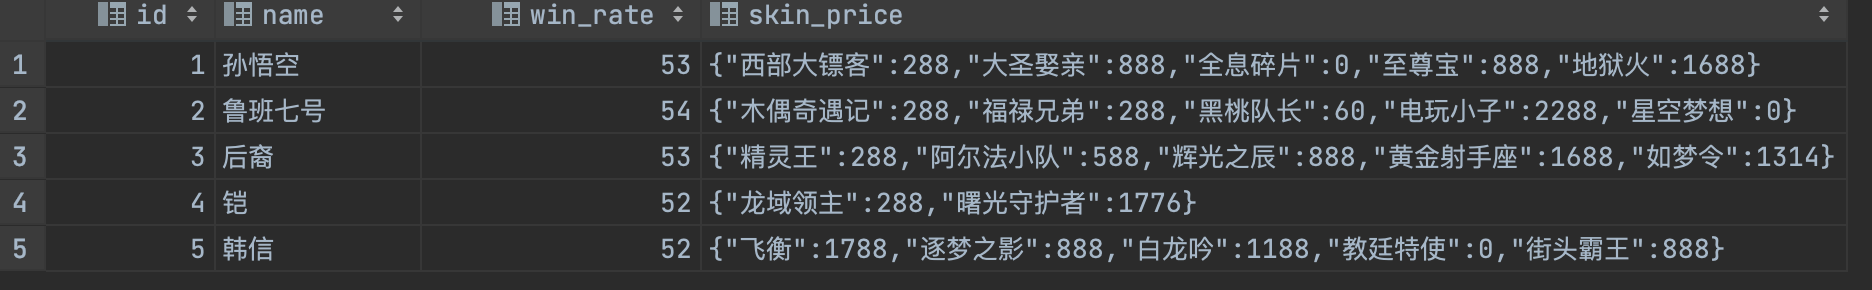 id name win_rate skin_price
1 1 孙悟空 53 {"西部大镖客":288,"大圣娶亲":888,"全息碎片":0,"至尊宝":888,"地狱火":1688}
2 2 鲁班七号 54 {"木偶奇遇记":288,"福禄兄弟":288,"黑桃队长":60,"电玩小子":2288,"星空梦想":0}
3 3 后裔 53 {"精灵王":288,"阿尔法小队":588,"辉光之辰":888,"黄金射手座":1688,"如梦令":1314}
4 4 铠 52 {"龙域领主":288,"曙光守护者":1776}
5 5 韩信 52 {"飞衡":1788,"逐梦之影":888,"白龙吟":1188,"教廷特使":0,"街头霸王":888}